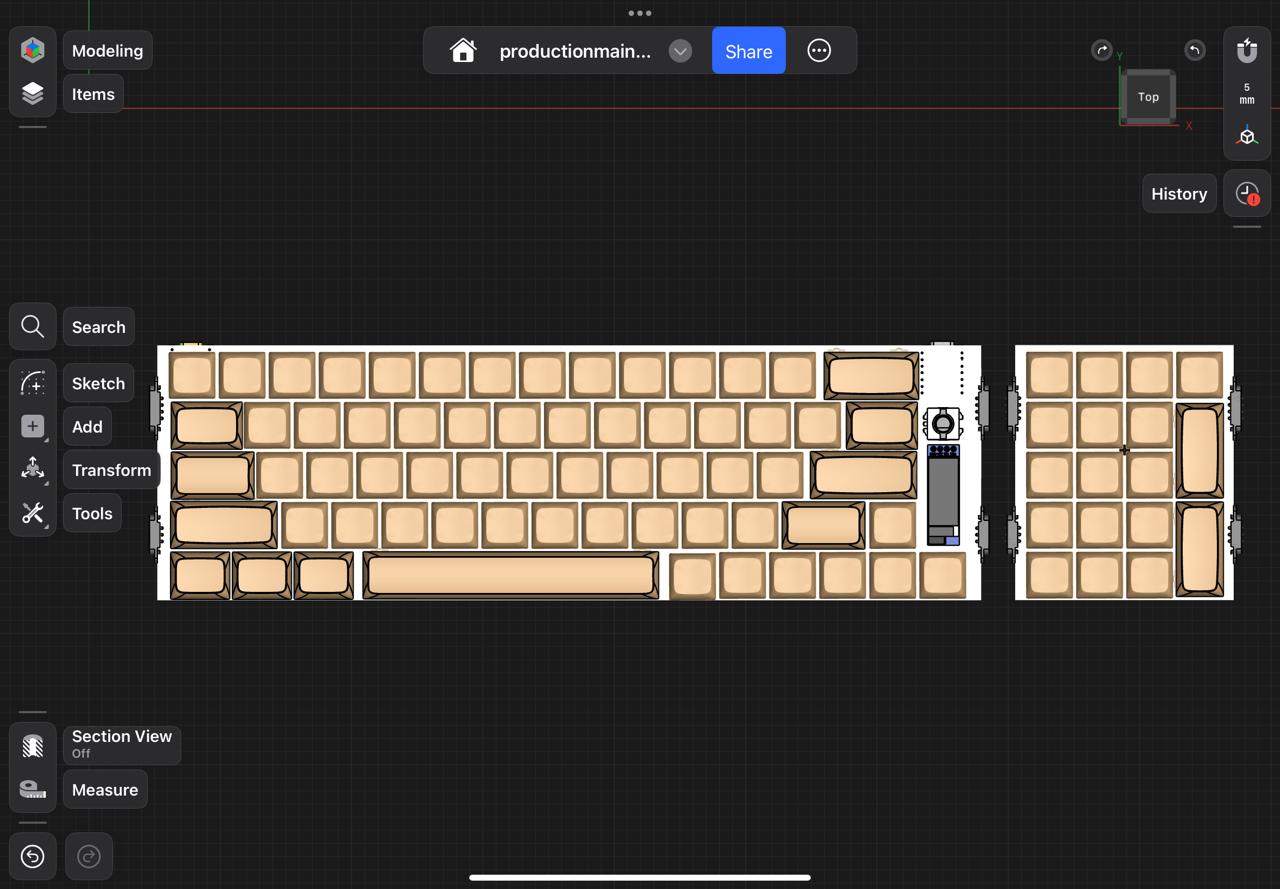 Modeling
Items
productionmain...
Share
Y
Top
X
5
mm
History
Search
Sketch
Add
Transform
Tools
Section View
Off
Measure